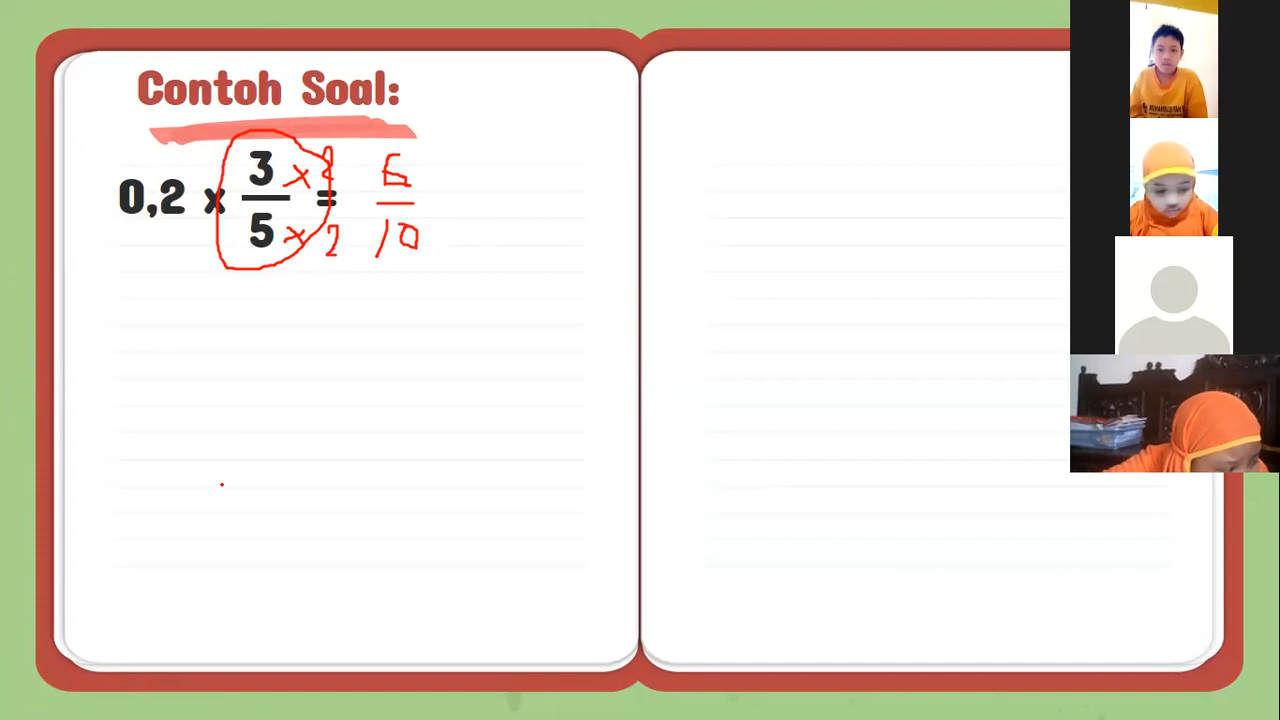 Contoh Soal:
0,2 x 3/5 =
x 2
x 2
6/10